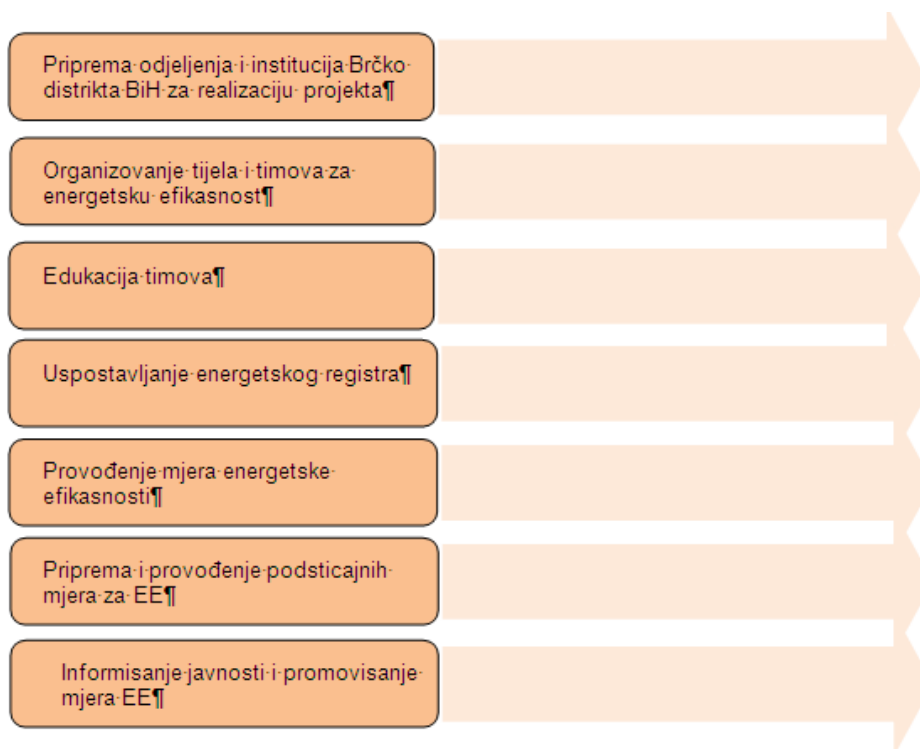 Priprema odjeljenja i institucija Brčko
distrikta BiH za realizaciju projekta¶
Organizovanje tijela i timova za
energetsku efikasnost¶
Edukacija timova¶
Uspostavljanje energetskog registra¶
Provođenje mjera energetske
efikasnosti¶
Priprema i provođenje podsticajnih
mjera za EE¶
Informisanje javnosti i promovisanje
mjera EE¶